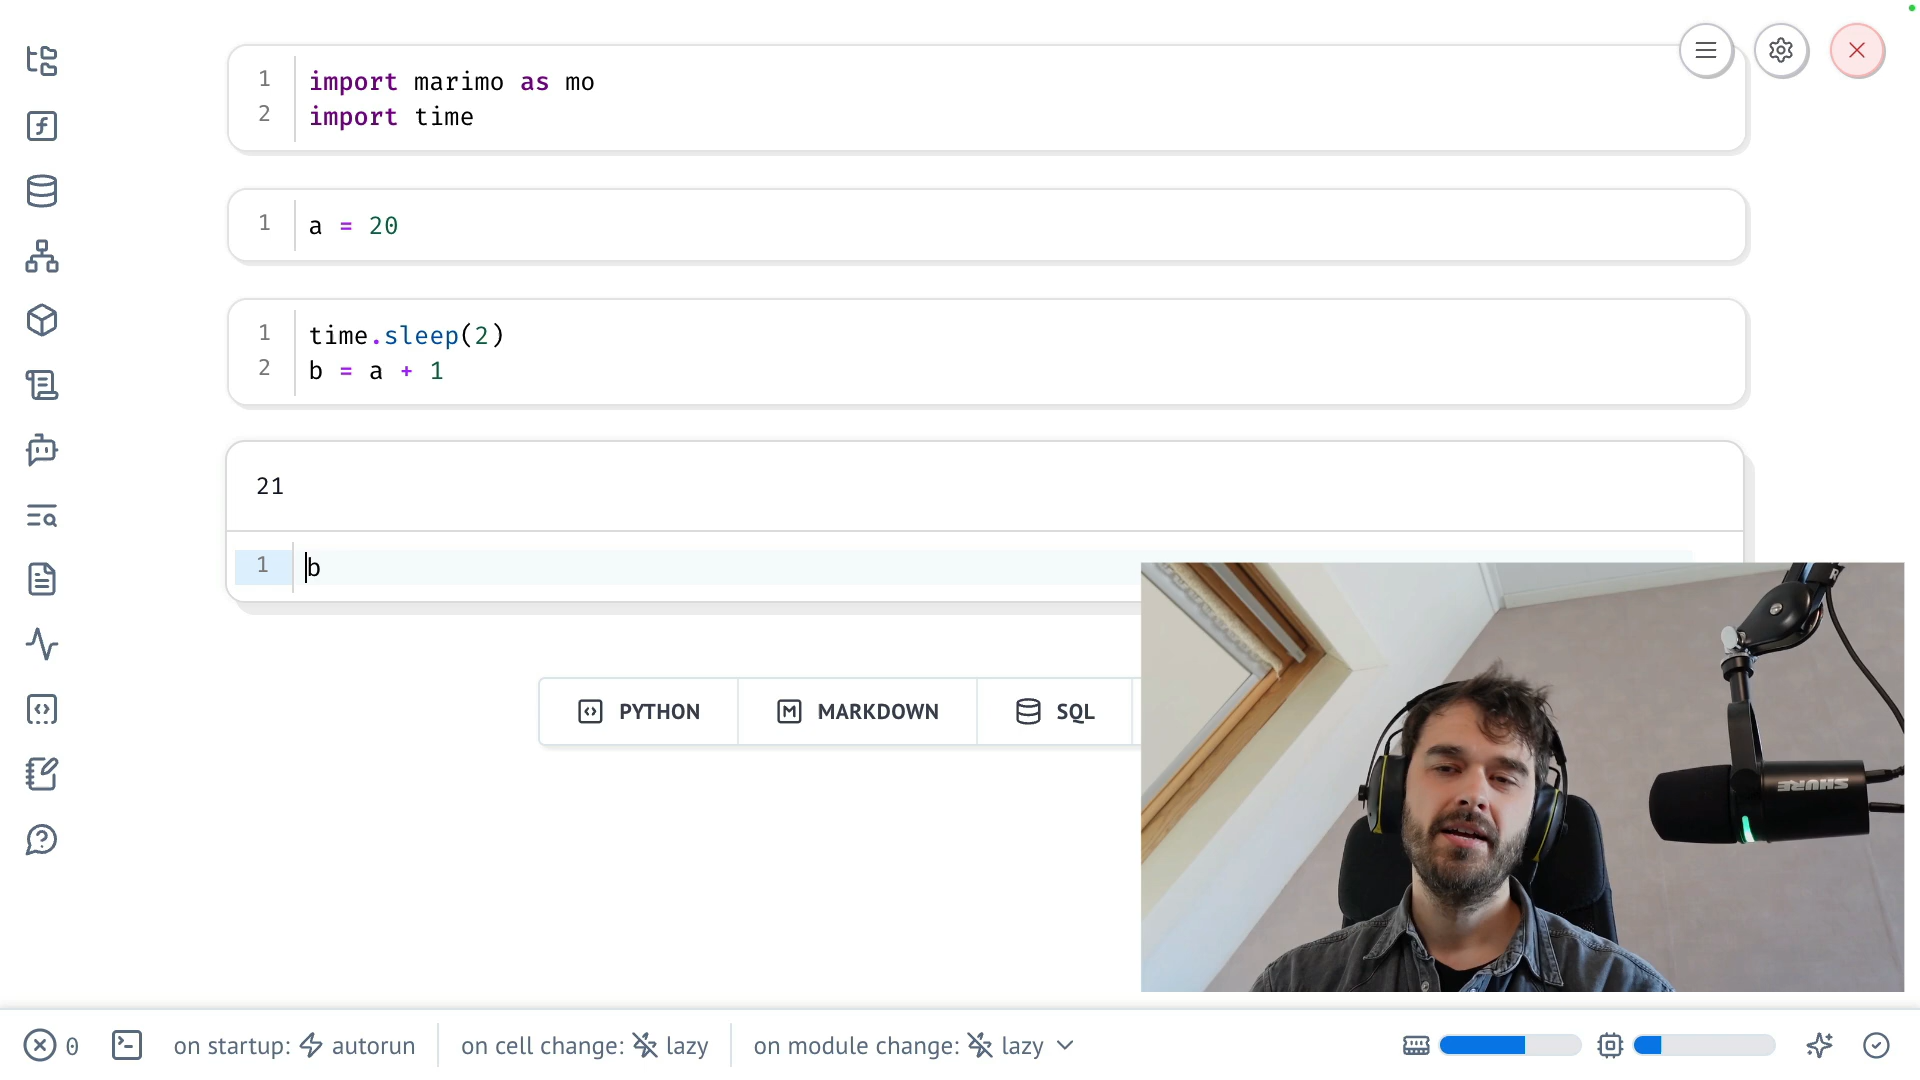 1 import marimo as mo
2 import time
1 a = 20
1 time.sleep(2)
2 b = a + 1
21
1 b
PYTHON MARKDOWN SQL
SHURE
0 on startup: autorun on cell change: lazy on module change: lazy